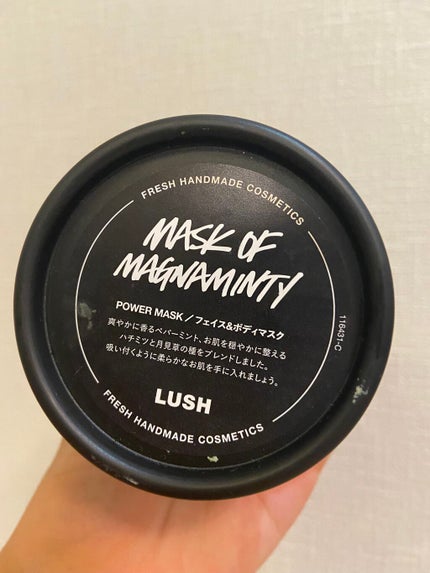 FRESH HANDMADE COSMETICS
MASK OF
MAGNAMINTY
POWER MASK／フェイス&ボディマスク
爽やかに香るペパーミント、お肌を穏やかに整える
ハチミツと月見草の種をブレンドしました。
吸い付くように柔らかなお肌を手に入れましょう。
LUSH
FRESH HANDMADE COSMETICS
116431-C